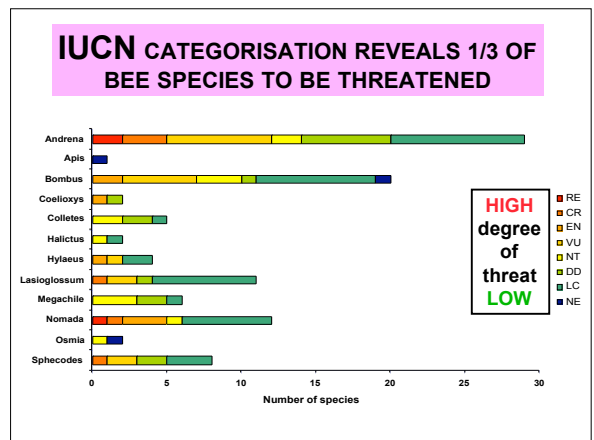 IUCN CATEGORISATION REVEALS 1/3 OF
BEE SPECIES TO BE THREATENED
Andrena
Apis
Bombus
Coelioxys
Colletes
Halictus
Hylaeus
Lasioglossum
Megachile
Nomada
Osmia
Sphecodes
0 5 10 15 20 25 30
Number of species
HIGH
degree
of
threat
LOW
RE
CR
EN
VU
NT
DD
LC
NE